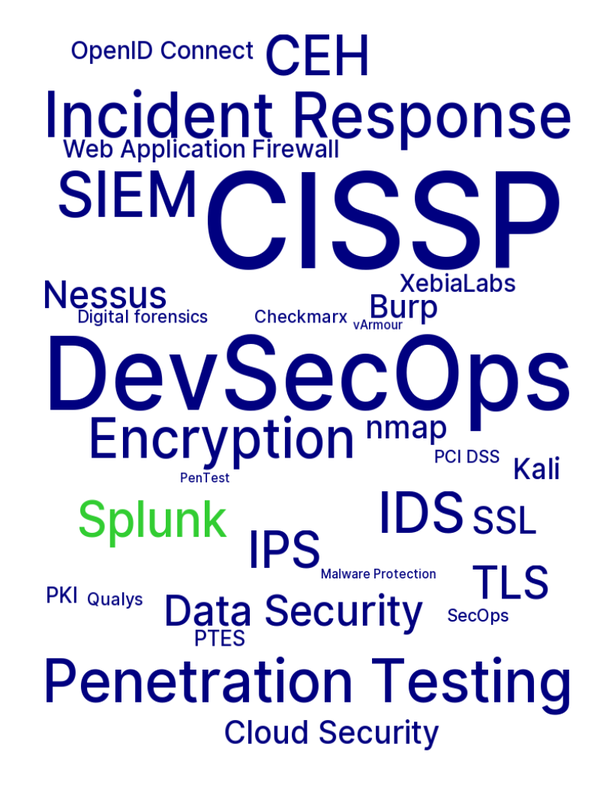 OpenID Connect CEH
Incident Response
Web Application Firewall
SIEM CISSP
XebiaLabs
Nessus Burp
Digital forensics Checkmarx vArmour
DevSecOps
Encryption nmap
PCI DSS Kali
PenTest
Splunk IDS SSL
IPS
Malware Protection TLS
PKI Qualys Data Security SecOps
PTES
Penetration Testing
Cloud Security